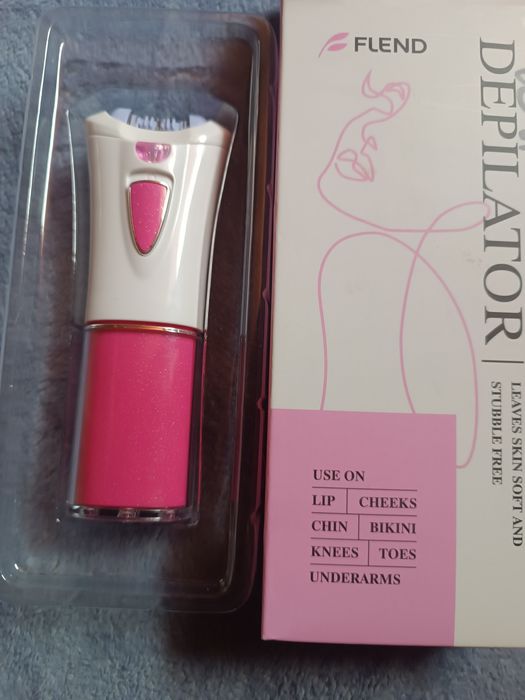 FLEND
DEPILATOR
LEAVES SKIN SOFT AND
STUBBLE FREE
USE ON
LIP CHEEKS
CHIN BIKINI
KNEES TOES
UNDERARMS